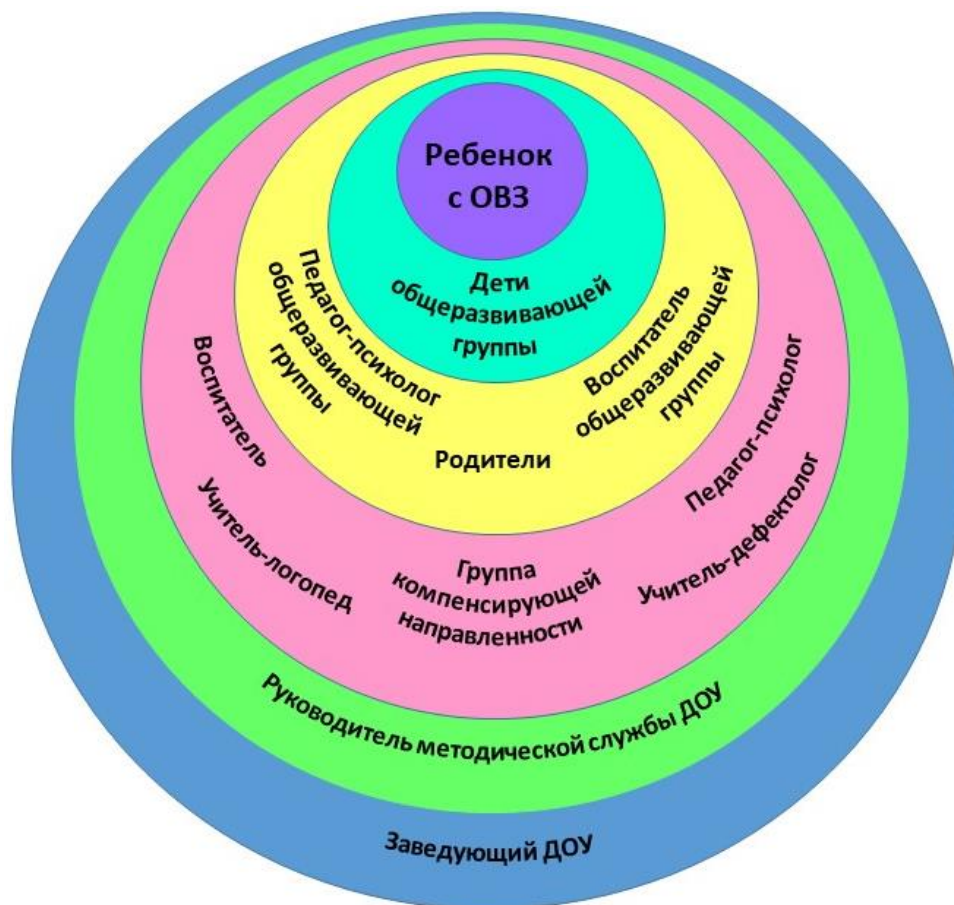 Ребенок
с ОВЗ
Дети
общеразвивающей
группы
Педагог-психолог
общеразвивающей
группы
Воспитатель
общеразвивающей
группы
Родители
Воспитатель
Учитель-логопед
Группа
компенсирующей
направленности
Педагог-психолог
Учитель-дефектолог
Руководитель методической службы ДОУ
Заведующий ДОУ